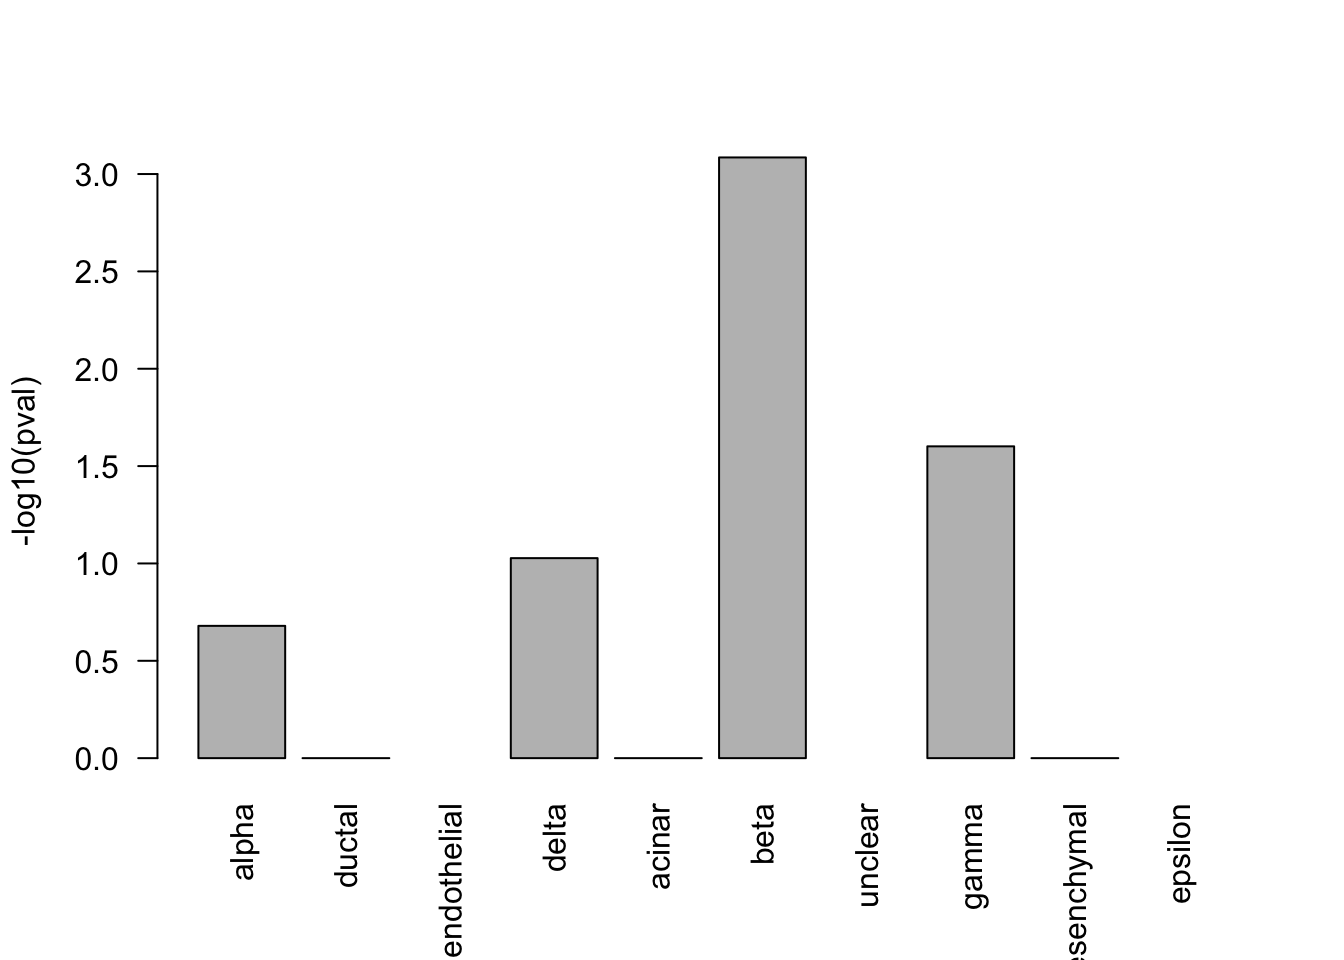 -log10(pval)
3.0
2.5
2.0
1.5
1.0
0.5
0.0
alpha
ductal
endothelial
delta
acinar
beta
unclear
gamma
esenchymal
epsilon